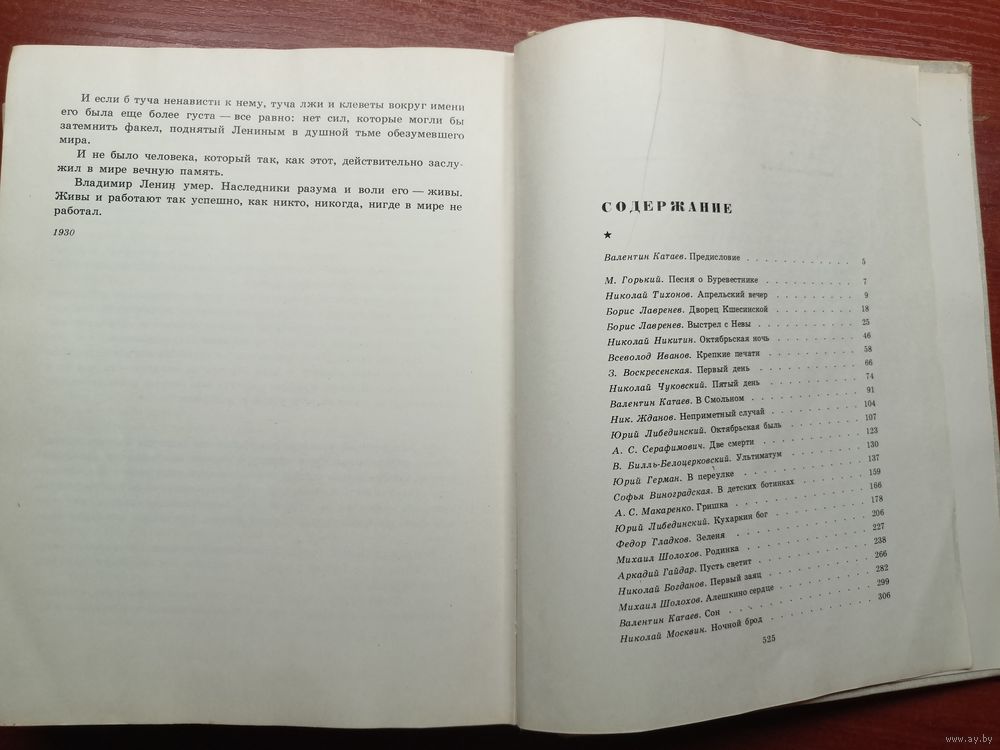 И если б туча ненависти к нему, туча лжи и клеветы вокруг имени
его была еще более густа — все равно: нет сил, которые могли бы
затемнить факел, поднятый Лениным в душной тьме обезумевшего
мира.
И не было человека, который так, как этот, действительно заслу-
жил в мире вечную память.
Владимир Ленин умер. Наследники разума и воли его — живы.
Живы и работают так успешно, как никто, никогда, нигде в мире не
работал.
1930
СОДЕРЖАНИЕ
★
Валентин Катаев. Предисловие . . . . . . . . . . . . 5
М. Горький. Песня о Буревестнике . . . . . . . . . . 7
Николай Тихонов. Апрельский вечер . . . . . . . . . 9
Борис Лавренев. Дворец Кшесинской . . . . . . . . . 18
Борис Лавренев. Выстрел с Невы . . . . . . . . . . . 25
Николай Никитин. Октябрьская ночь . . . . . . . . . 46
Всеволод Иванов. Крепкие печати . . . . . . . . . . 58
З. Воскресенская. Первый день . . . . . . . . . . . 66
Николай Чуковский. Пятый день . . . . . . . . . . . 74
Валентин Катаев. В Смольном . . . . . . . . . . . . 91
Ник. Жданов. Неприметный случай . . . . . . . . . . 104
Юрий Либединский. Октябрьская быль . . . . . . . . 107
А. С. Серафимович. Две смерти . . . . . . . . . . . 123
В. Билль-Белоцерковский. Ультиматум . . . . . . . . 130
Юрий Герман. В переулке . . . . . . . . . . . . . . 137
Софья Виноградская. В детских ботинках . . . . . . . 159
А. С. Макаренко. Гришка . . . . . . . . . . . . . . 166
Юрий Либединский. Кухаркин бог . . . . . . . . . . 178
Федор Гладков. Зеленя . . . . . . . . . . . . . . . 206
Михаил Шолохов. Родинка . . . . . . . . . . . . . . 227
Аркадий Гайдар. Пусть светит . . . . . . . . . . . . 238
Николай Богданов. Первый заяц . . . . . . . . . . . 266
Михаил Шолохов. Алешкино сердце . . . . . . . . . . 282
Валентин Катаев. Сон . . . . . . . . . . . . . . . . 299
Николай Москвин. Ночной брод . . . . . . . . . . . 306
525
www.ay.by